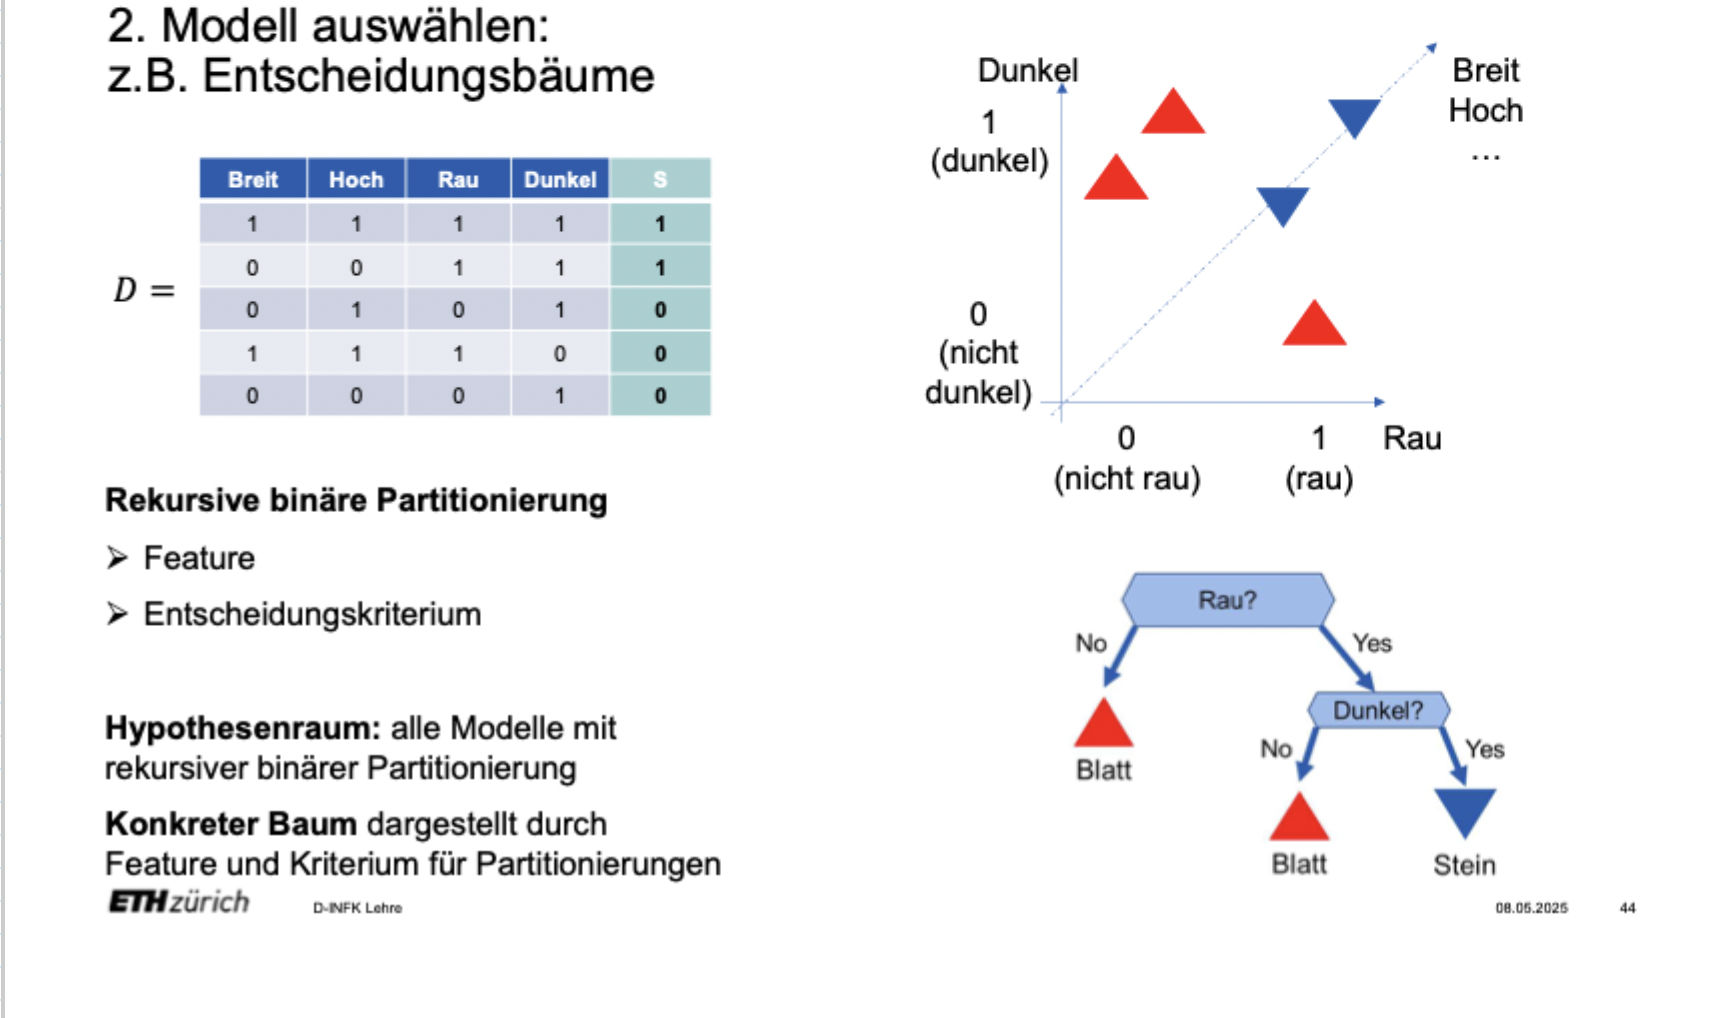 2. Modell auswählen:
z.B. Entscheidungsbäume
D =
Breit Hoch Rau Dunkel S
1 1 1 1 1
0 0 1 1 1
0 1 0 1 0
1 1 1 0 0
0 0 0 1 0
Rekursive binäre Partitionierung
➢ Feature
➢ Entscheidungskriterium
Hypothesenraum: alle Modelle mit
rekursiver binärer Partitionierung
Konkreter Baum dargestellt durch
Feature und Kriterium für Partitionierungen
Dunkel
1
(dunkel)
0
(nicht
dunkel)
Breit
Hoch
...
0
(nicht rau)
1
(rau)
Rau
Rau?
No
Yes
Blatt
Dunkel?
No
Yes
Blatt
Stein
ETH zürich
D-INFK Lehre
08.05.2025
44